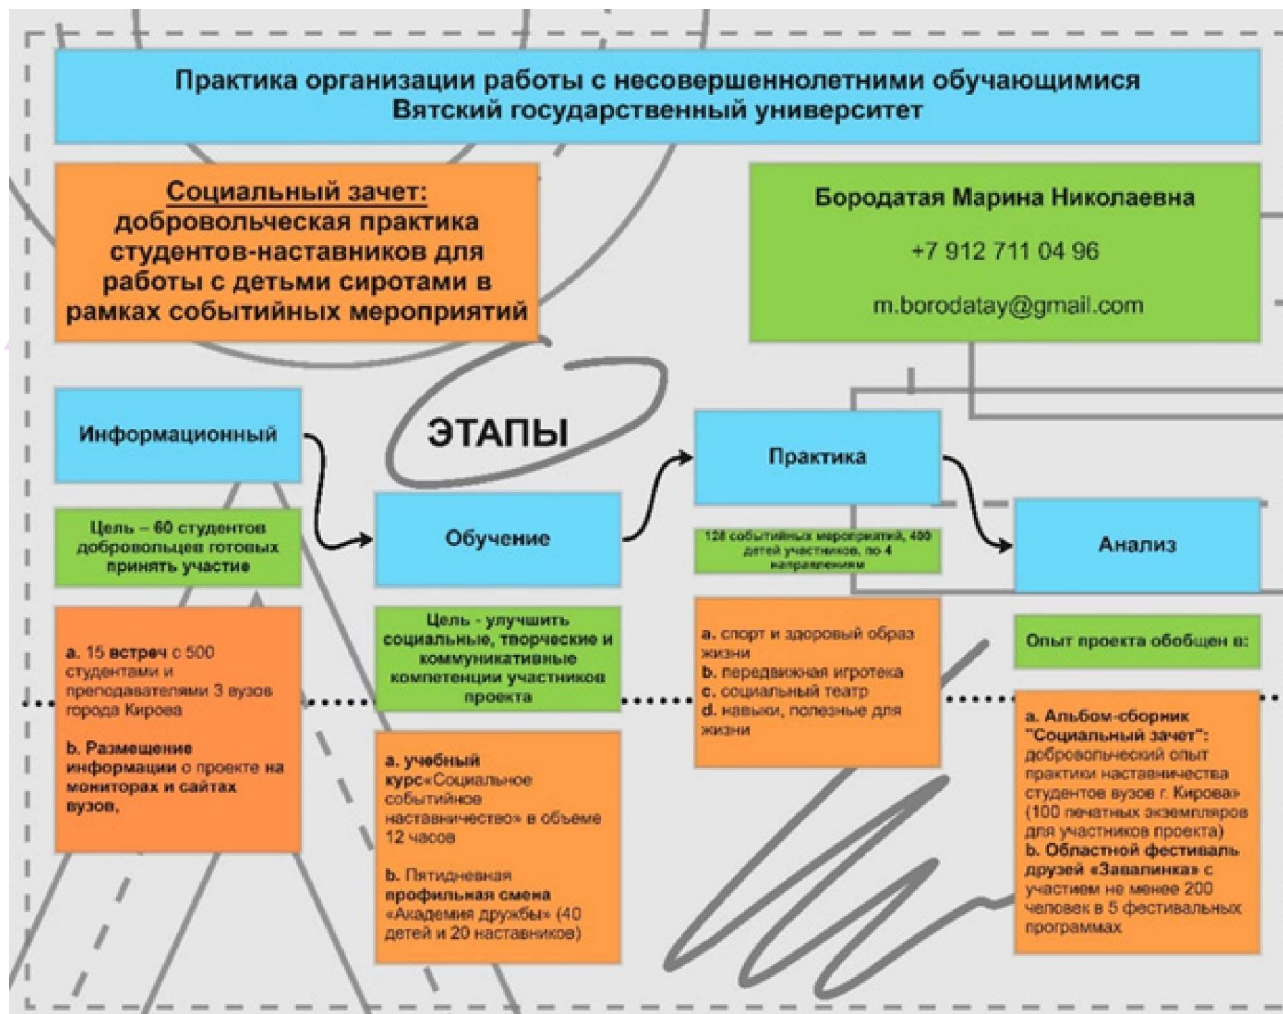 Практика организации работы с несовершеннолетними обучающимися
Вятский государственный университет
Социальный зачет:
добровольческая практика
студентов-наставников для
работы с детьми сиротами в
рамках событийных мероприятий
Бородатая Марина Николаевна
+7 912 711 04 96
m.borodatay@gmail.com
ЭТАПЫ
Информационный
Цель – 60 студентов
добровольцев готовых
принять участие
a. 15 встреч с 500
студентами и
преподавателями 3 вузов
города Кирова
b. Размещение
информации о проекте на
мониторах и сайтах
вузов,
Обучение
Цель - улучшить
социальные, творческие и
коммуникативные
компетенции участников
проекта
a. учебный
курс«Социальное
событийное
наставничество» в объеме
12 часов
b. Пятидневная
профильная смена
«Академия дружбы» (40
детей и 20 наставников)
Практика
128 событийных мероприятий, 400
детей участников, по 4
направлениям
a. спорт и здоровый образ
жизни
b. передвижная игротека
c. социальный театр
d. навыки, полезные для
жизни
Анализ
Опыт проекта обобщен в:
a. Альбом-сборник
"Социальный зачет":
добровольческий опыт
практики наставничества
студентов вузов г. Кирова»
(100 печатных экземпляров
для участников проекта)
b. Областной фестиваль
друзей «Завалинка» с
участием не менее 200
человек в 5 фестивальных
программах